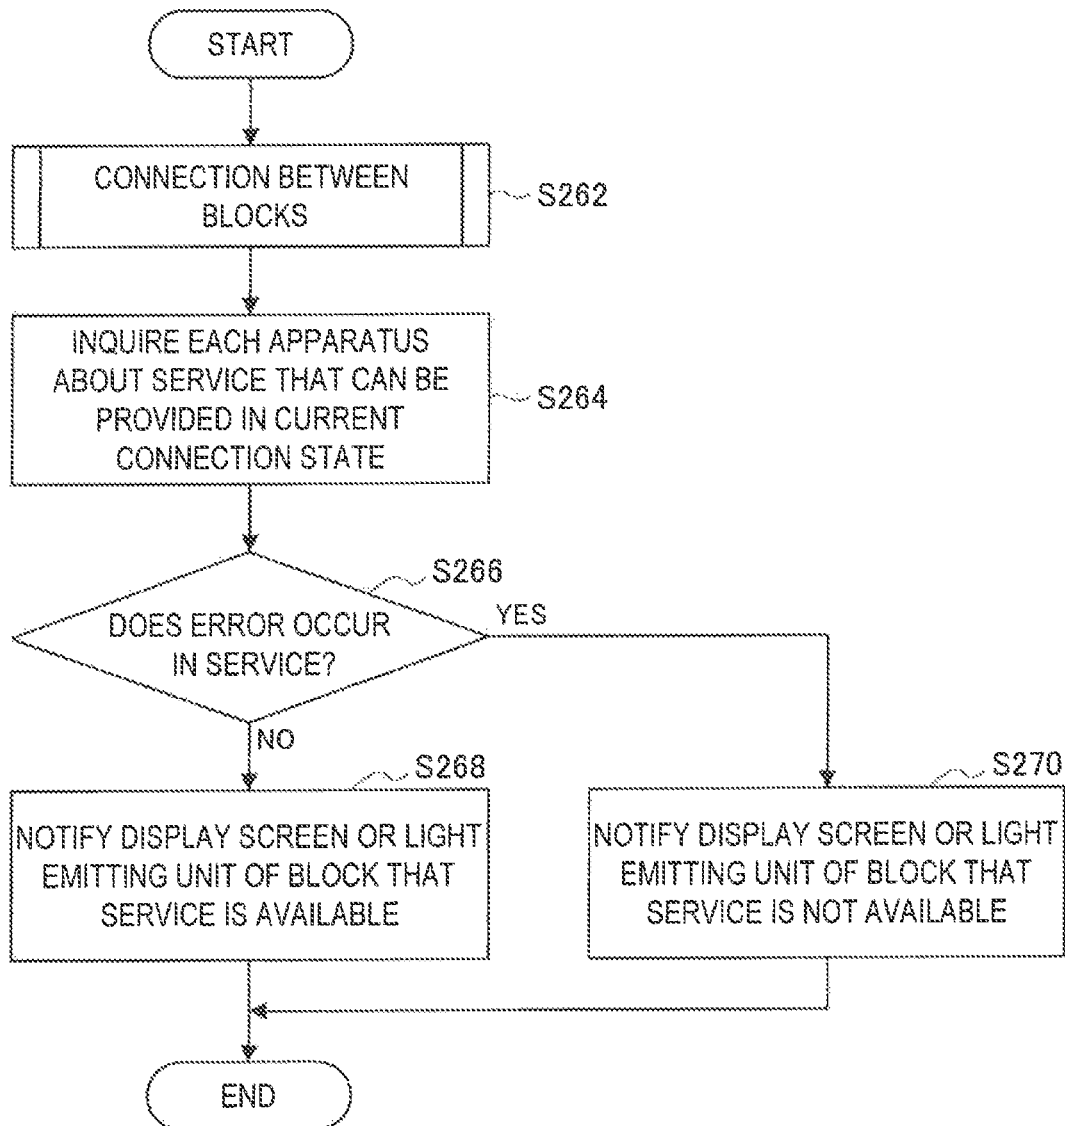 START
CONNECTION BETWEEN
BLOCKS
S262
INQUIRE EACH APPARATUS
ABOUT SERVICE THAT CAN BE
PROVIDED IN CURRENT
CONNECTION STATE
S264
S266
DOES ERROR OCCUR
IN SERVICE?
YES
NO
S268
NOTIFY DISPLAY SCREEN OR LIGHT
EMITTING UNIT OF BLOCK THAT
SERVICE IS AVAILABLE
S270
NOTIFY DISPLAY SCREEN OR LIGHT
EMITTING UNIT OF BLOCK THAT
SERVICE IS NOT AVAILABLE
END